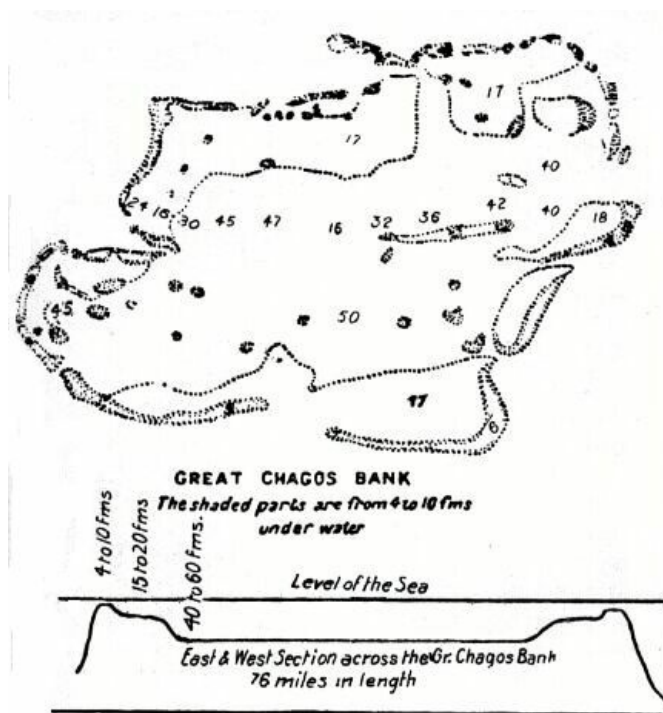 17
17
40
24 16 30 45 47 16 32 36 42 40 18
45
50
17
6
GREAT CHAGOS BANK
The shaded parts are from 4 to 10 fms
under water
4 to 10 Fms
15 to 20 Fms
40 to 60 Fms.
Level of the Sea
East & West Section across the Gr. Chagos Bank
76 miles in length